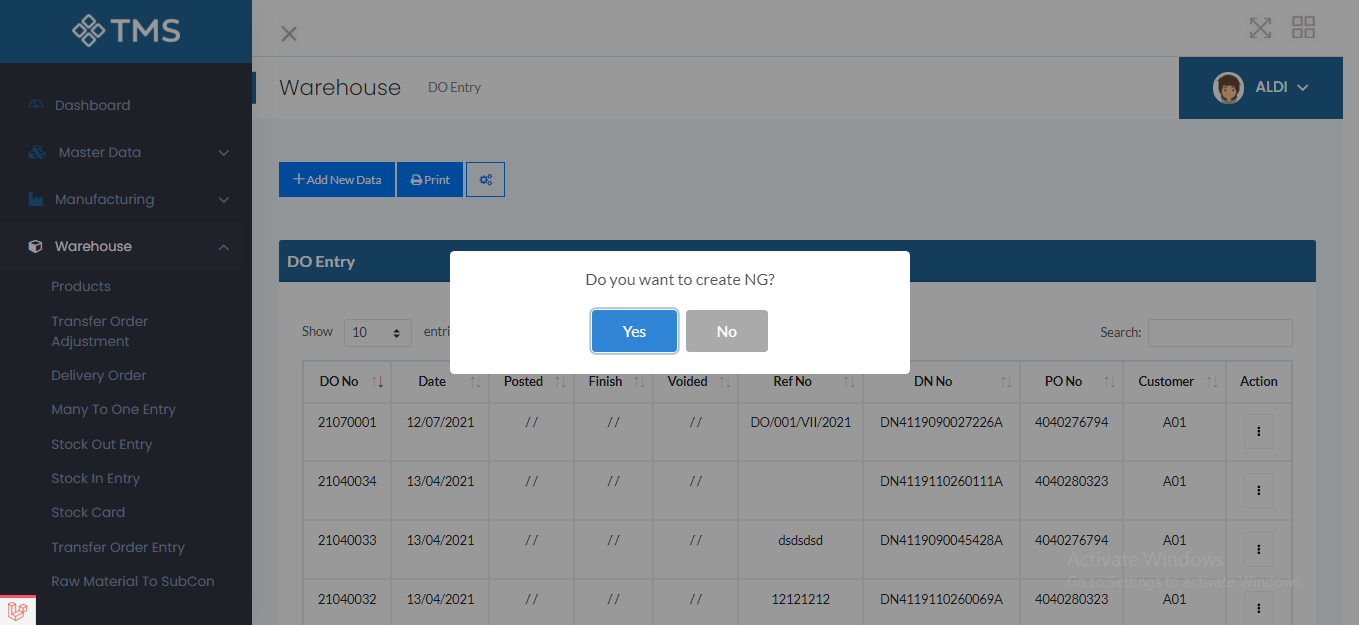 TMS
Dashboard
Master Data
Manufacturing
Warehouse
Products
Transfer Order
Adjustment
Delivery Order
Many To One Entry
Stock Out Entry
Stock In Entry
Stock Card
Transfer Order Entry
Raw Material To SubCon
Warehouse DO Entry
ALDI
Add New Data Print
DO Entry
Do you want to create NG?
Yes No
Show 10 entri
Search:
DO No Date Posted Finish Voided Ref No DN No PO No Customer Action
21070001 12/07/2021 / / / / / / DO/001/VII/2021 DN4119090027226A 4040276794 A01
21040034 13/04/2021 / / / / / / DN4119110260111A 4040280323 A01
21040033 13/04/2021 / / / / / / dsdsdsd DN4119090045428A 4040276794 A01
21040032 13/04/2021 / / / / / / 12121212 DN4119110260069A 4040280323 A01
Activate Windows
Go to Settings to activate Windows.